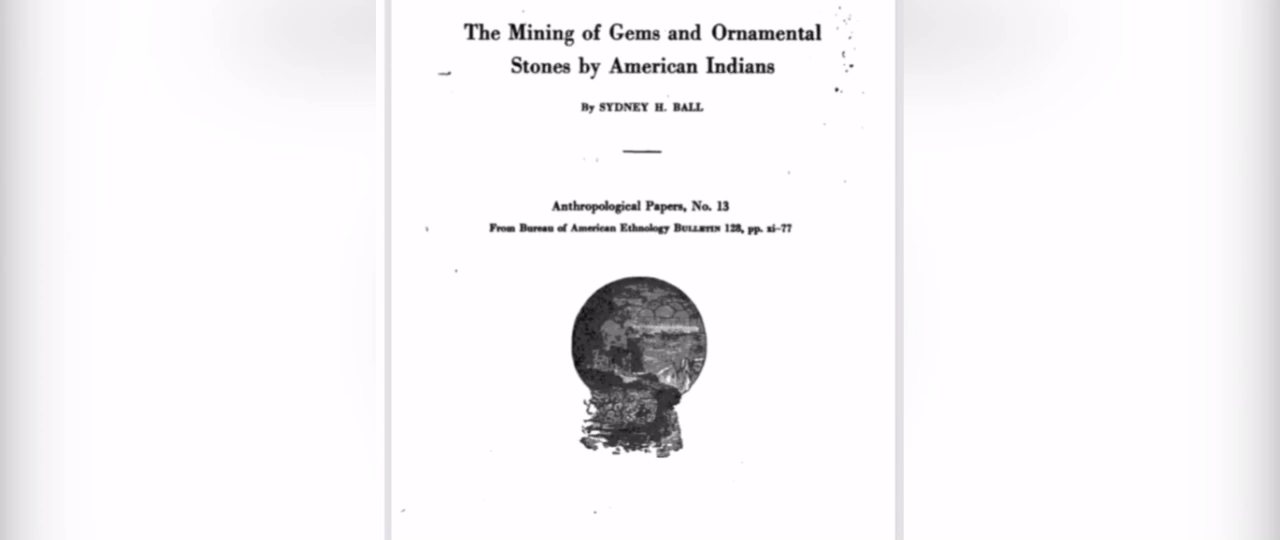 The Mining of Gems and Ornamental
Stones by American Indians
By SYDNEY H. BALL
Anthropological Papers, No. 13
From Bureau of American Ethnology BULLETIN 128, pp. xi–77